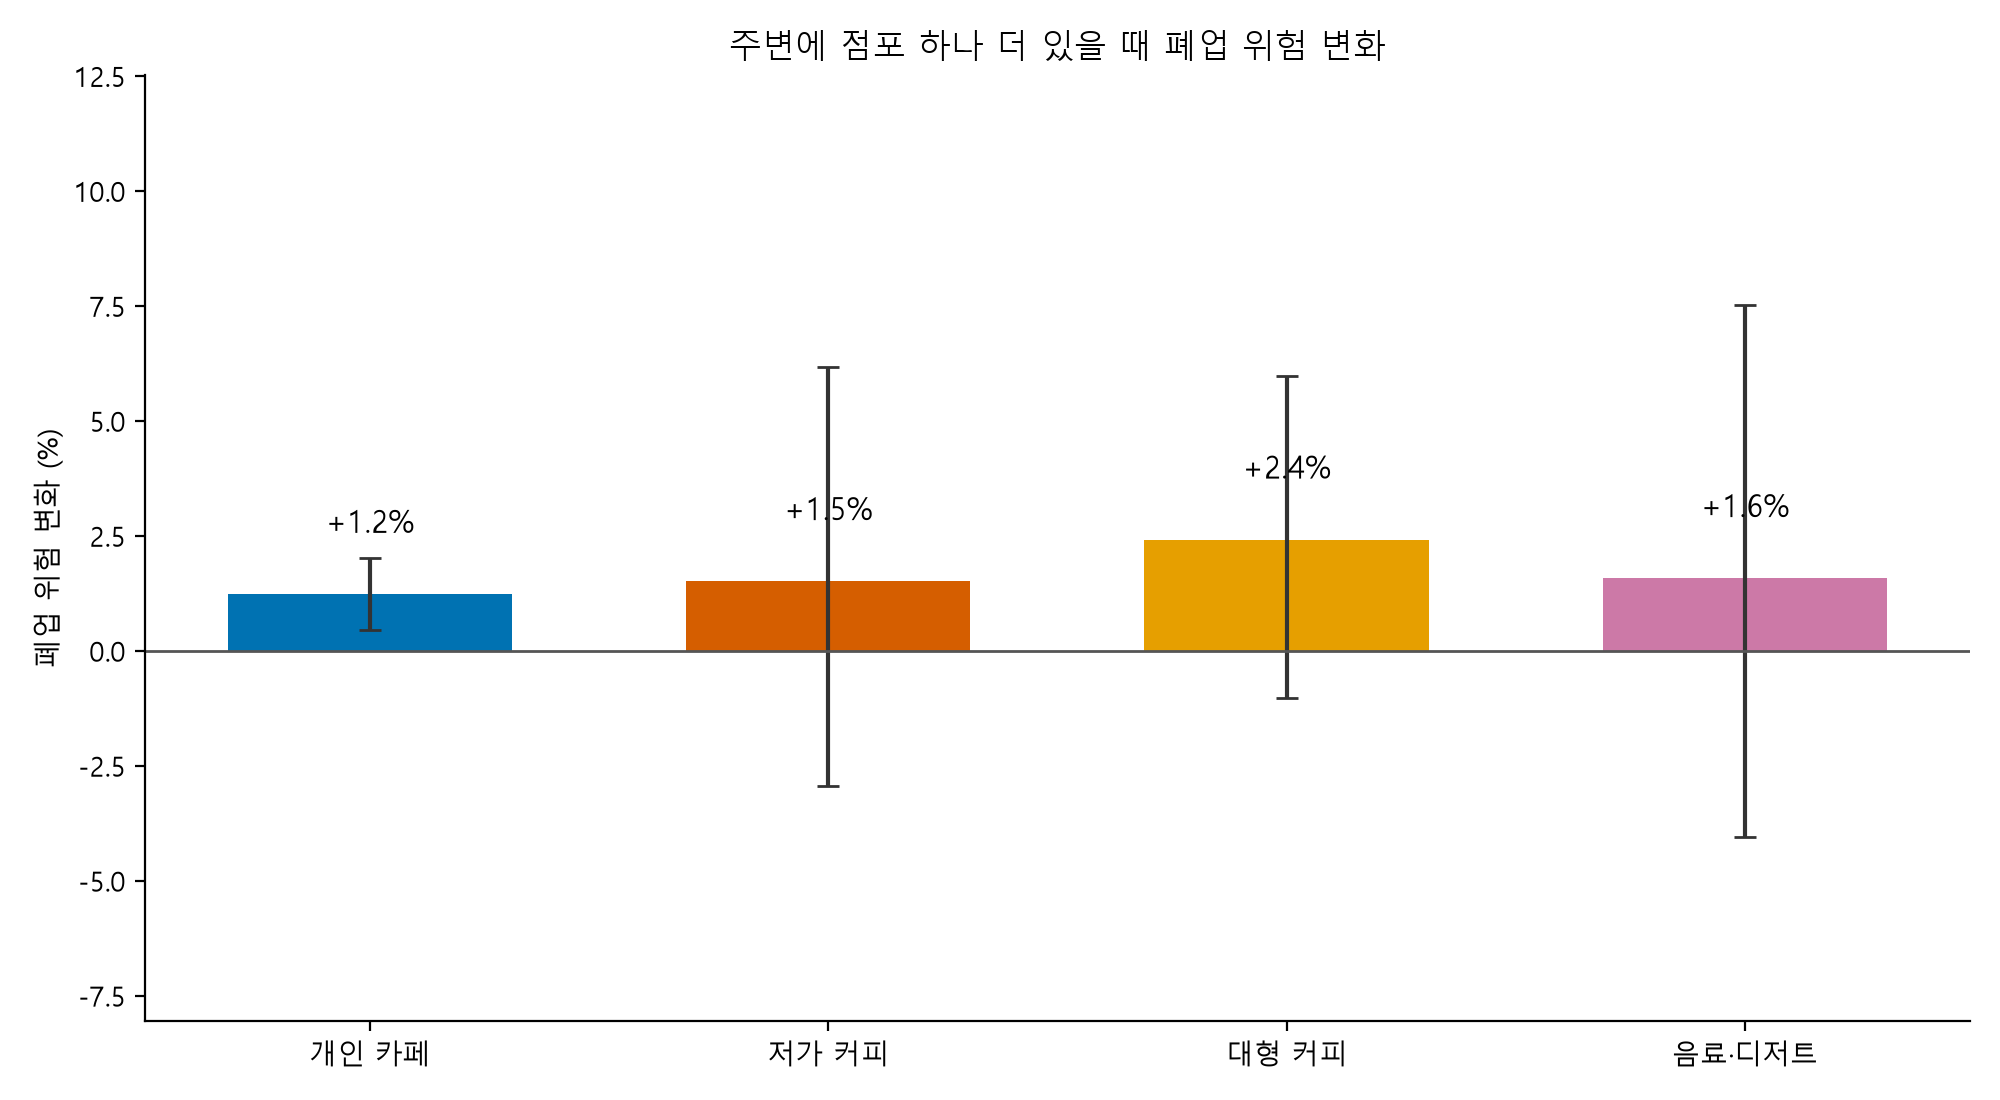 주변에 점포 하나 더 있을 때 폐업 위험 변화
12.5
10.0
7.5
5.0
2.5
0.0
-2.5
-5.0
-7.5
폐업 위험 변화 (%)
+1.2%
+1.5%
+2.4%
+1.6%
개인 카페
저가 커피
대형 커피
음료·디저트